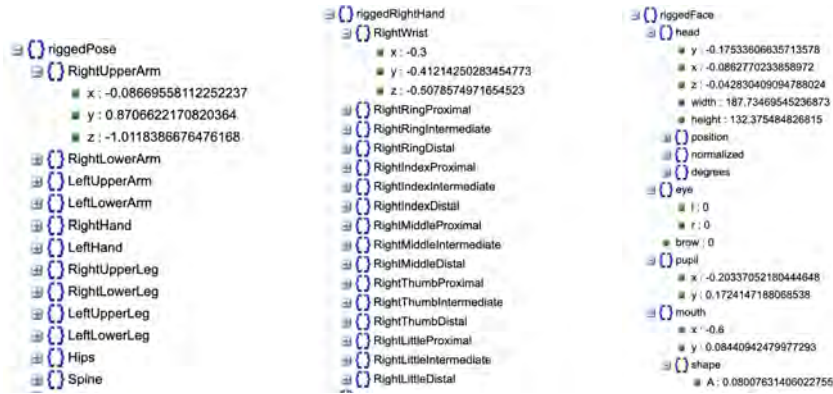 riggedPose
RightUpperArm
x : -0.08669558112252237
y : 0.8706622170820364
z : -1.0118386676476168
RightLowerArm
LeftUpperArm
LeftLowerArm
RightHand
LeftHand
RightUpperLeg
RightLowerLeg
LeftUpperLeg
LeftLowerLeg
Hips
Spine
riggedRightHand
RightWrist
x : -0.3
y : -0.41214250283454773
z : -0.5078574971654523
RightRingProximal
RightRingIntermediate
RightRingDistal
RightIndexProximal
RightIndexIntermediate
RightIndexDistal
RightMiddleProximal
RightMiddleIntermediate
RightMiddleDistal
RightThumbProximal
RightThumbIntermediate
RightThumbDistal
RightLittleProximal
RightLittleIntermediate
RightLittleDistal
riggedFace
head
y : -0.17533606635713578
x : -0.0862770233858972
z : -0.042830409094788024
width : 187.73469545236873
height : 132.375484826815
position
normalized
degrees
eye
l : 0
r : 0
brow : 0
pupil
x : -0.20337052180444648
y : 0.1724147188068538
mouth
x : -0.6
y : 0.08440942479977293
shape
A : 0.08007631406022755